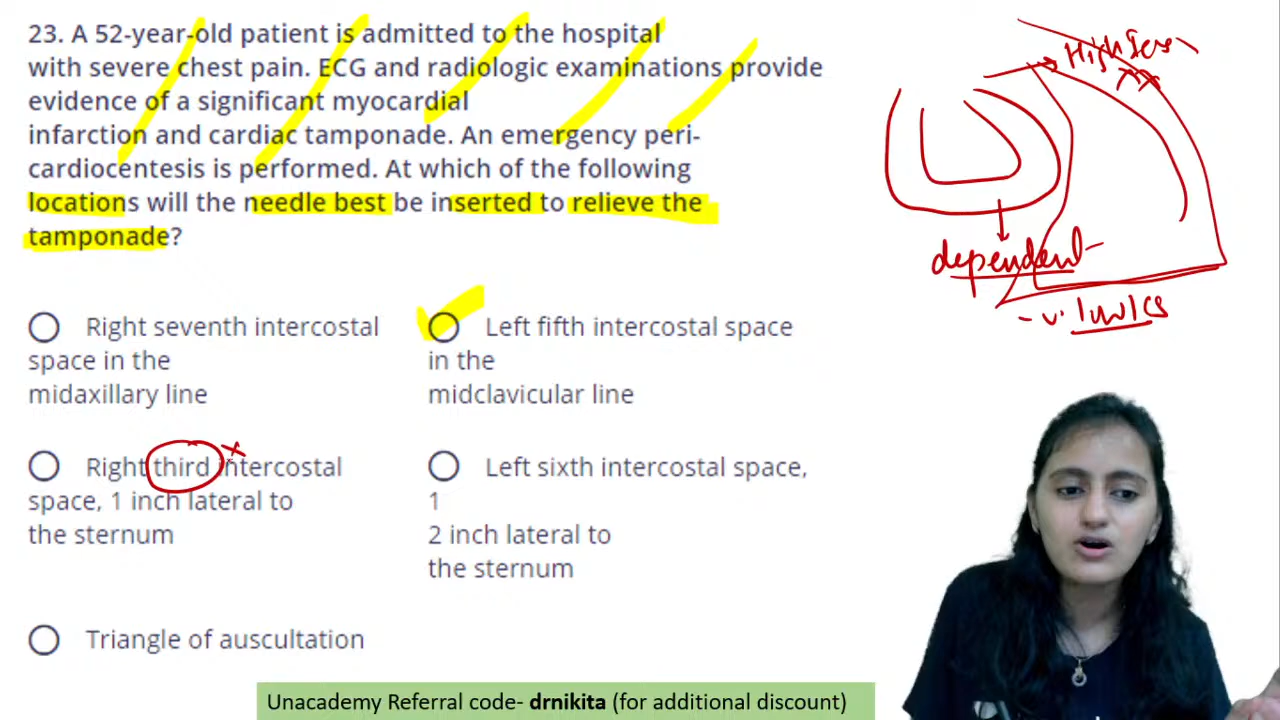 23. A 52-year-old patient is admitted to the hospital
with severe chest pain. ECG and radiologic examinations provide
evidence of a significant myocardial
infarction and cardiac tamponade. An emergency peri-
cardiocentesis is performed. At which of the following
locations will the needle best be inserted to relieve the
tamponade?
Right seventh intercostal
space in the
midaxillary line
Left fifth intercostal space
in the
midclavicular line
Right third intercostal
space, 1 inch lateral to
the sternum
Left sixth intercostal space,
1
2 inch lateral to
the sternum
Triangle of auscultation
High
dependent
Unacademy Referral code- drnikita (for additional discount)